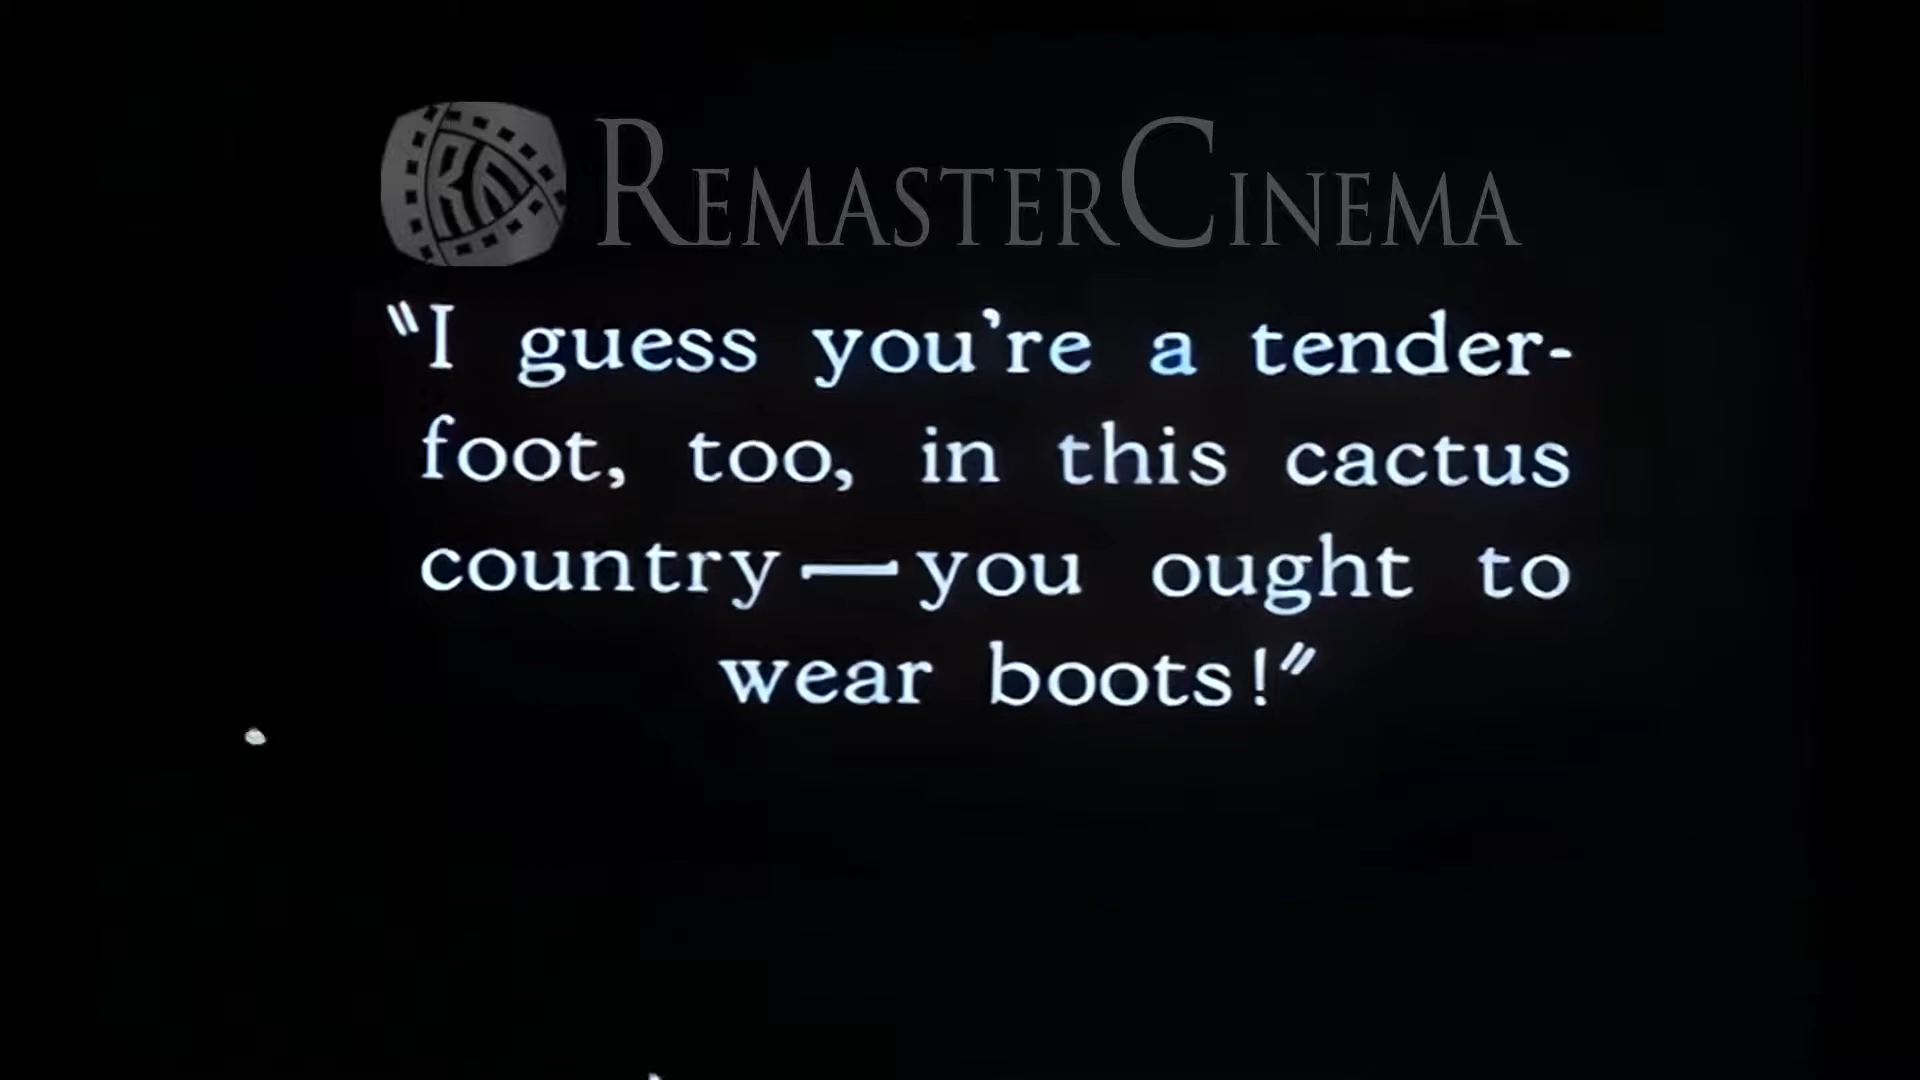 REMASTERCINEMA
"I guess you're a tender-
foot, too, in this cactus
country—you ought to
wear boots!"